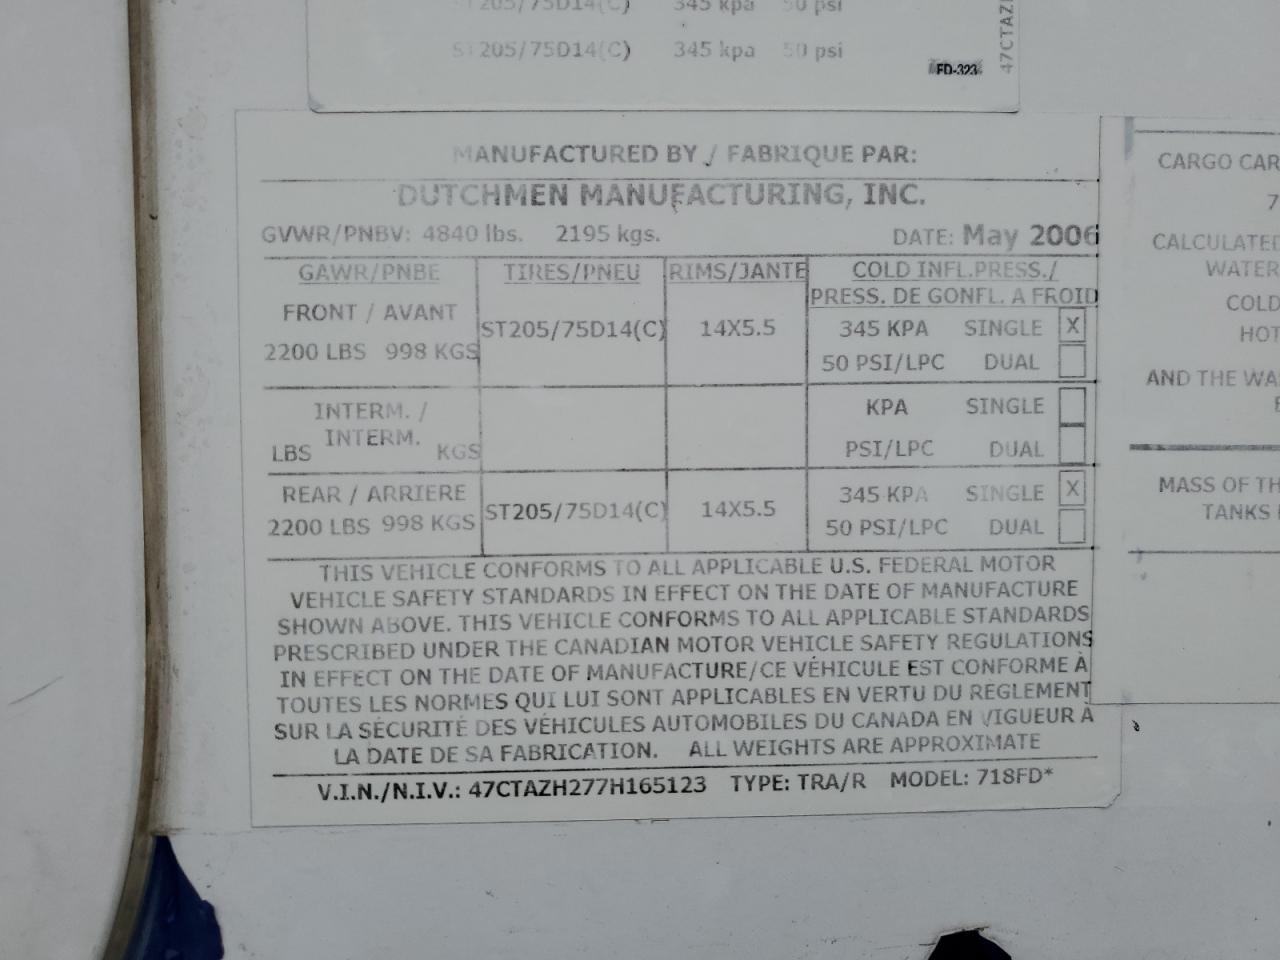 ST205/75D14(C) 345 kpa 50 psi
ST205/75D14(C) 345 kpa 50 psi
FD-323
47CTAZ
MANUFACTURED BY / FABRIQUE PAR:
DUTCHMEN MANUFACTURING, INC.
GVWR/PNBV: 4840 lbs. 2195 kgs. DATE: May 2006
GAWR/PNBE TIRES/PNEU RIMS/JANTE COLD INFL.PRESS./
PRESS. DE GONFL. A FROID
FRONT / AVANT
2200 LBS 998 KGS
ST205/75D14(C) 14X5.5
345 KPA SINGLE X
50 PSI/LPC DUAL
INTERM. /
INTERM.
LBS KGS
KPA SINGLE
PSI/LPC DUAL
REAR / ARRIERE
2200 LBS 998 KGS
ST205/75D14(C) 14X5.5
345 KPA SINGLE X
50 PSI/LPC DUAL
THIS VEHICLE CONFORMS TO ALL APPLICABLE U.S. FEDERAL MOTOR
VEHICLE SAFETY STANDARDS IN EFFECT ON THE DATE OF MANUFACTURE
SHOWN ABOVE. THIS VEHICLE CONFORMS TO ALL APPLICABLE STANDARDS
PRESCRIBED UNDER THE CANADIAN MOTOR VEHICLE SAFETY REGULATIONS
IN EFFECT ON THE DATE OF MANUFACTURE/CE VÉHICULE EST CONFORME À
TOUTES LES NORMES QUI LUI SONT APPLICABLES EN VERTU DU RÈGLEMENT
SUR LA SÉCURITÉ DES VÉHICULES AUTOMOBILES DU CANADA EN VIGUEUR À
LA DATE DE SA FABRICATION. ALL WEIGHTS ARE APPROXIMATE
V.I.N./N.I.V.: 47CTAZH277H165123 TYPE: TRA/R MODEL: 718FD*
CARGO CAR
7
CALCULATED
WATER
COLD
HOT
AND THE WA
MASS OF TH
TANKS